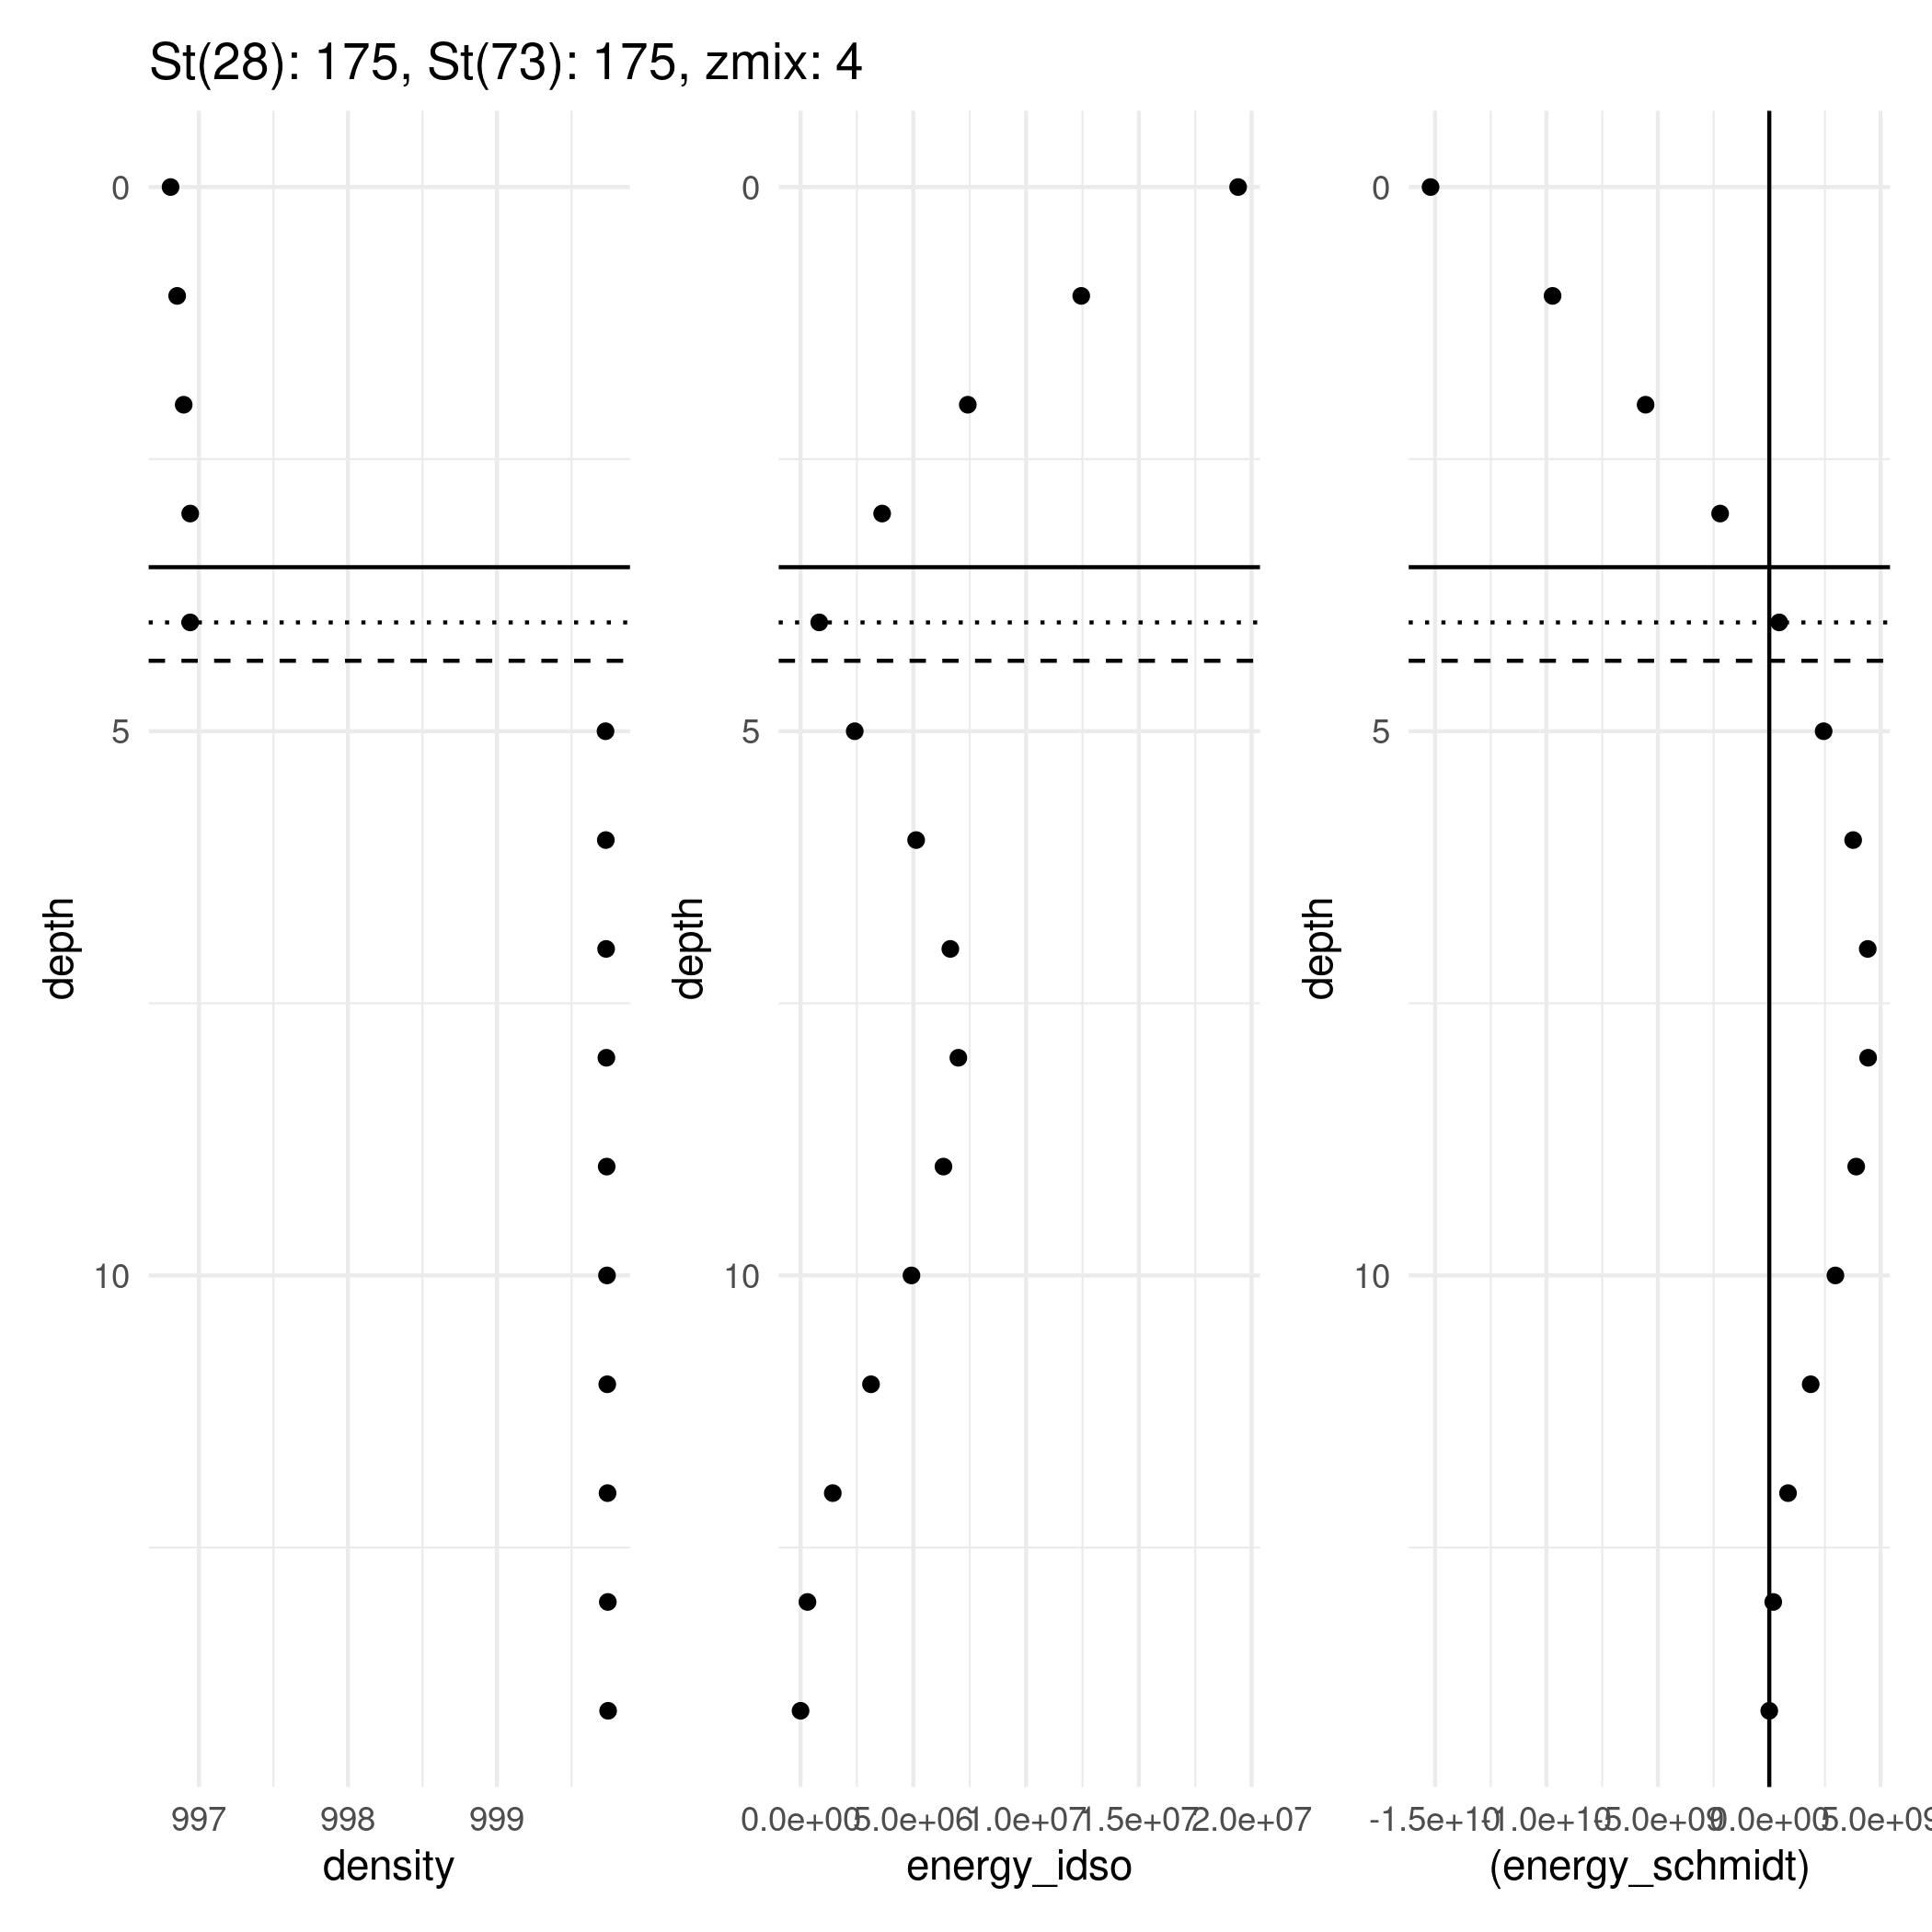 St(28): 175, St(73): 175, zmix: 4
0
5
10
depth
997 998 999
density
0
5
10
depth
0.0e+00 5.0e+06 1.0e+07 1.5e+07 2.0e+07
energy_idso
0
5
10
depth
-1.5e+10 -1.0e+10 -5.0e+09 0.0e+00 5.0e+09
(energy_schmidt)